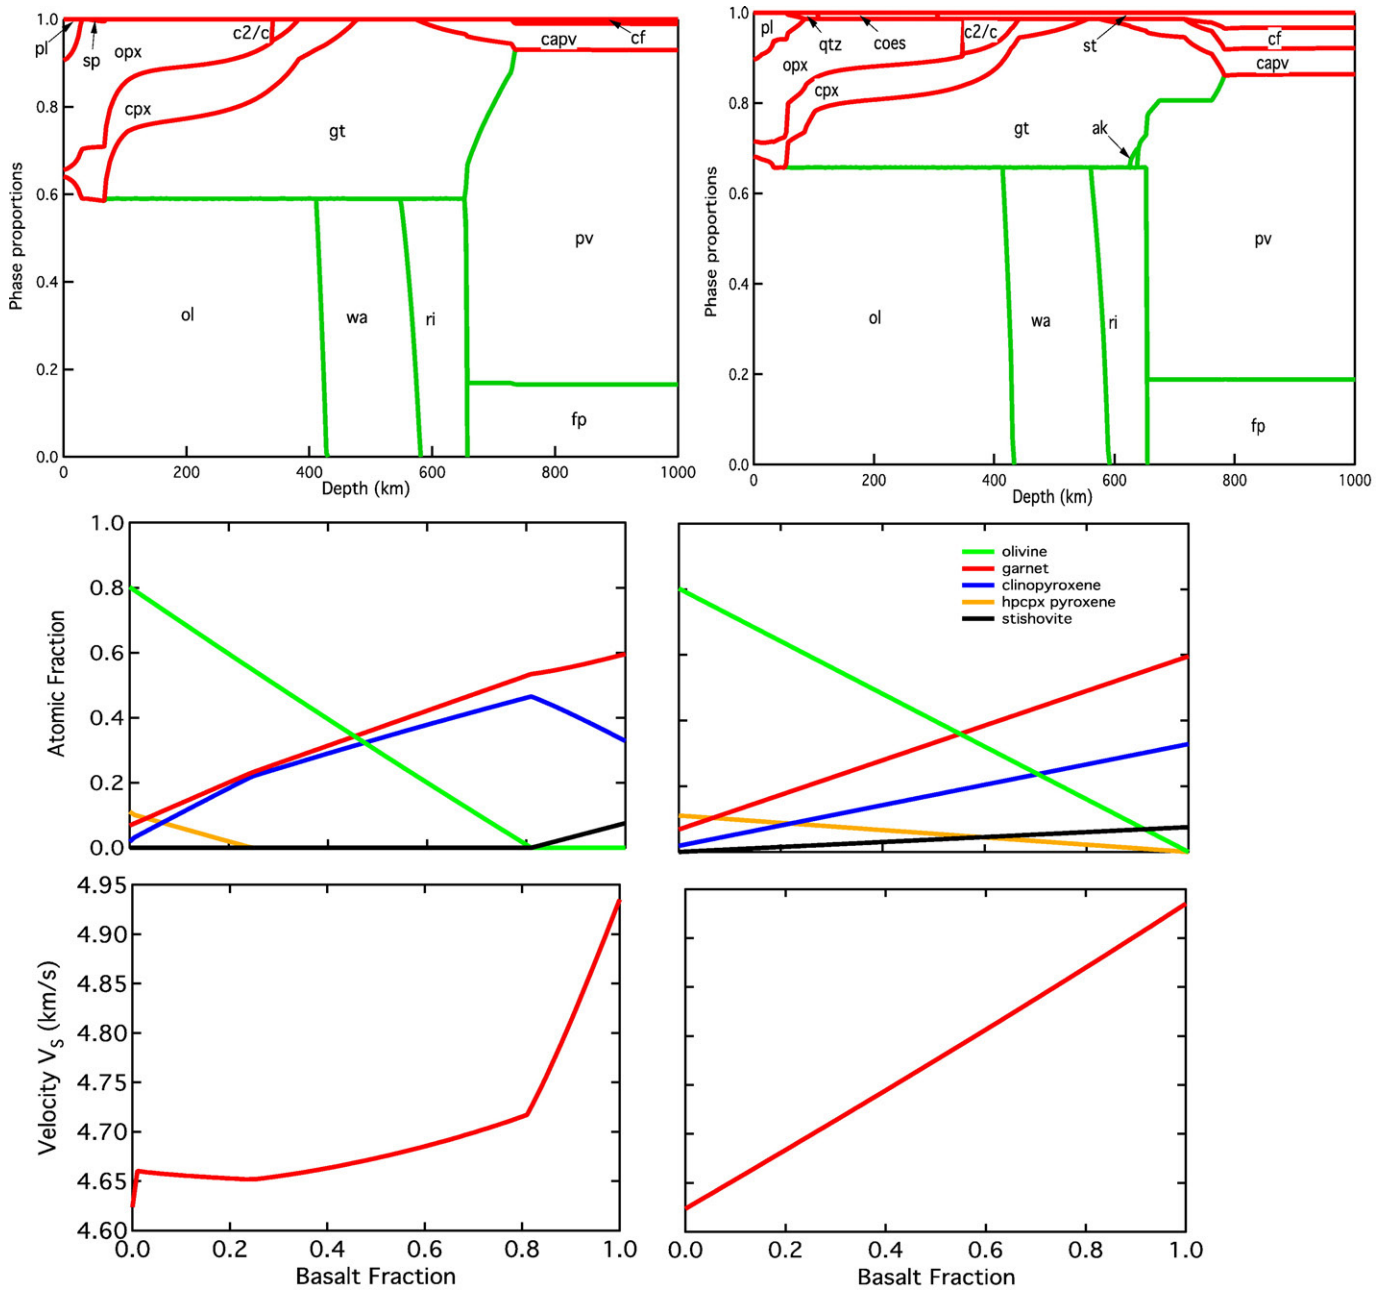 1.0
pl
sp
opx
c2/c
capv
cf
0.8
cpx
gt
Phase proportions
0.6
pv
0.4
ol
wa
ri
0.2
fp
0.0
0
200
400
600
800
1000
Depth (km)
1.0
pl
qtz
coes
c2/c
st
cf
opx
capv
cpx
0.8
gt
ak
Phase proportions
0.6
pv
0.4
ol
wa
ri
0.2
fp
0.0
0
200
400
600
800
1000
Depth (km)
1.0
0.8
0.6
0.4
0.2
0.0
Atomic Fraction
olivine
garnet
clinopyroxene
hpcpx pyroxene
stishovite
4.95
4.90
4.85
4.80
4.75
4.70
4.65
4.60
Velocity VS (km/s)
0.0 0.2 0.4 0.6 0.8 1.0
Basalt Fraction
0.0 0.2 0.4 0.6 0.8 1.0
Basalt Fraction